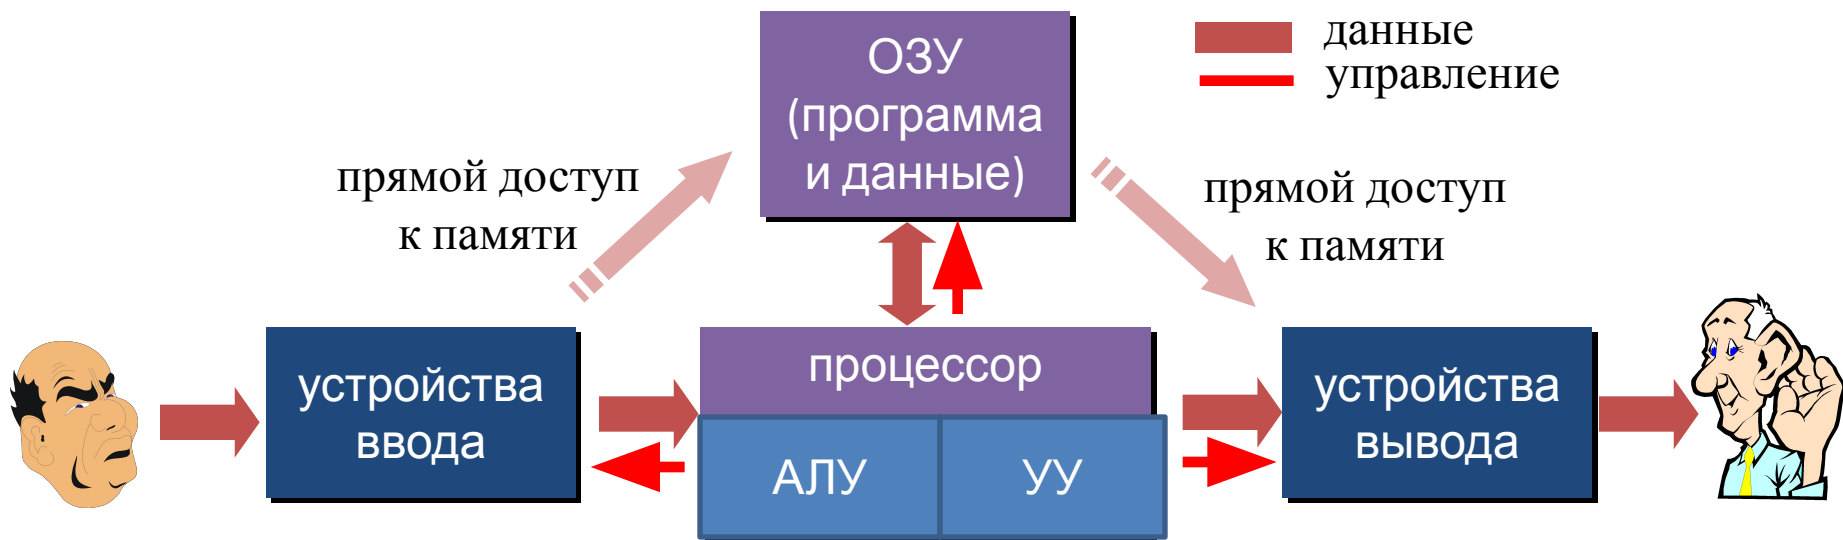 ОЗУ
(программа
и данные)
данные
управление
прямой доступ
к памяти
прямой доступ
к памяти
устройства
ввода
процессор
АЛУ
УУ
устройства
вывода